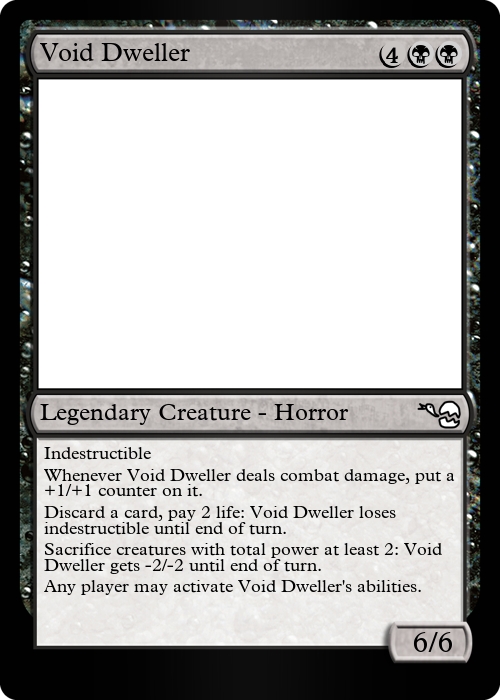 Void Dweller 4
Legendary Creature - Horror
Indestructible
Whenever Void Dweller deals combat damage, put a
+1/+1 counter on it.
Discard a card, pay 2 life: Void Dweller loses
indestructible until end of turn.
Sacrifice creatures with total power at least 2: Void
Dweller gets -2/-2 until end of turn.
Any player may activate Void Dweller's abilities.
6/6